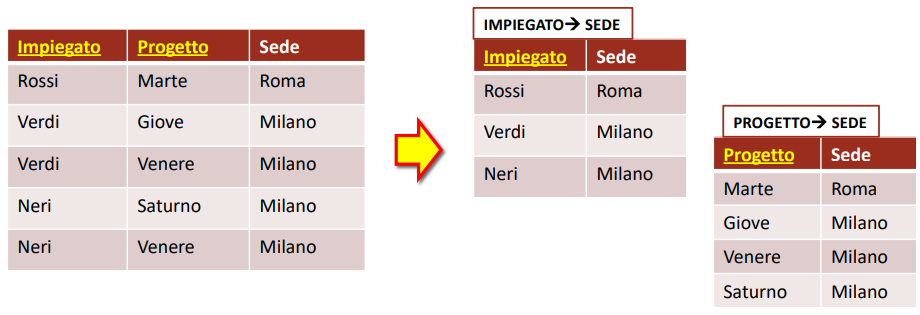 Impiegato Progetto Sede
Rossi Marte Roma
Verdi Giove Milano
Verdi Venere Milano
Neri Saturno Milano
Neri Venere Milano
IMPIEGATO→ SEDE
Impiegato Sede
Rossi Roma
Verdi Milano
Neri Milano
PROGETTO→ SEDE
Progetto Sede
Marte Roma
Giove Milano
Venere Milano
Saturno Milano